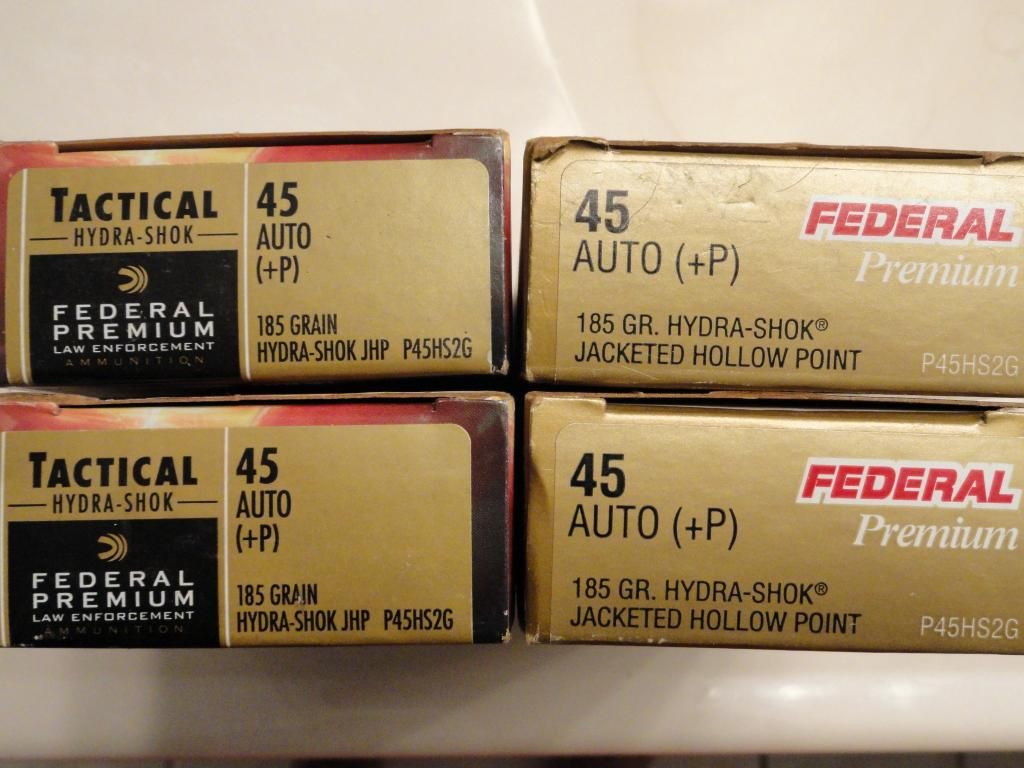 TACTICAL
HYDRA-SHOK
FEDERAL
PREMIUM
LAW ENFORCEMENT
AMMUNITION
45
AUTO
(+P)
185 GRAIN
HYDRA-SHOK JHP P45HS2G
45
AUTO (+P)
FEDERAL
Premium
185 GR. HYDRA-SHOK®
JACKETED HOLLOW POINT
P45HS2G
TACTICAL
HYDRA-SHOK
FEDERAL
PREMIUM
LAW ENFORCEMENT
AMMUNITION
45
AUTO
(+P)
185 GRAIN
HYDRA-SHOK JHP P45HS2G
45
AUTO (+P)
FEDERAL
Premium
185 GR. HYDRA-SHOK®
JACKETED HOLLOW POINT
P45HS2G